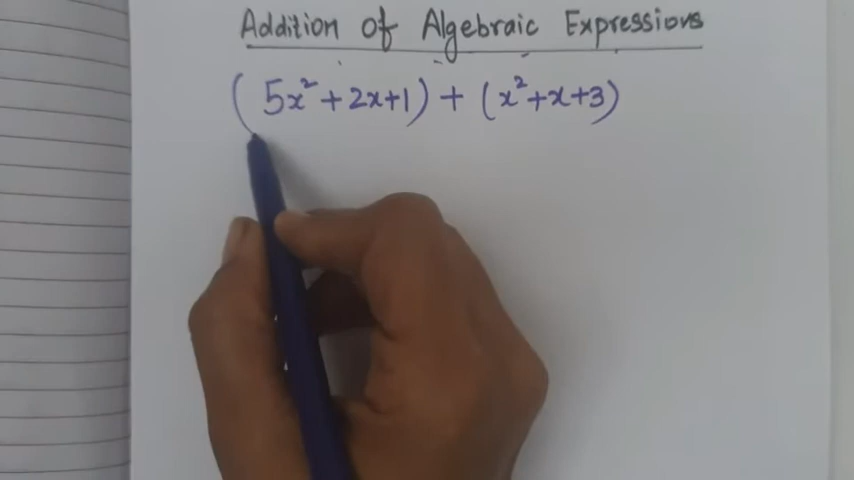 Addition of Algebraic Expressions
(5x²+2x+1) + (x²+x+3)